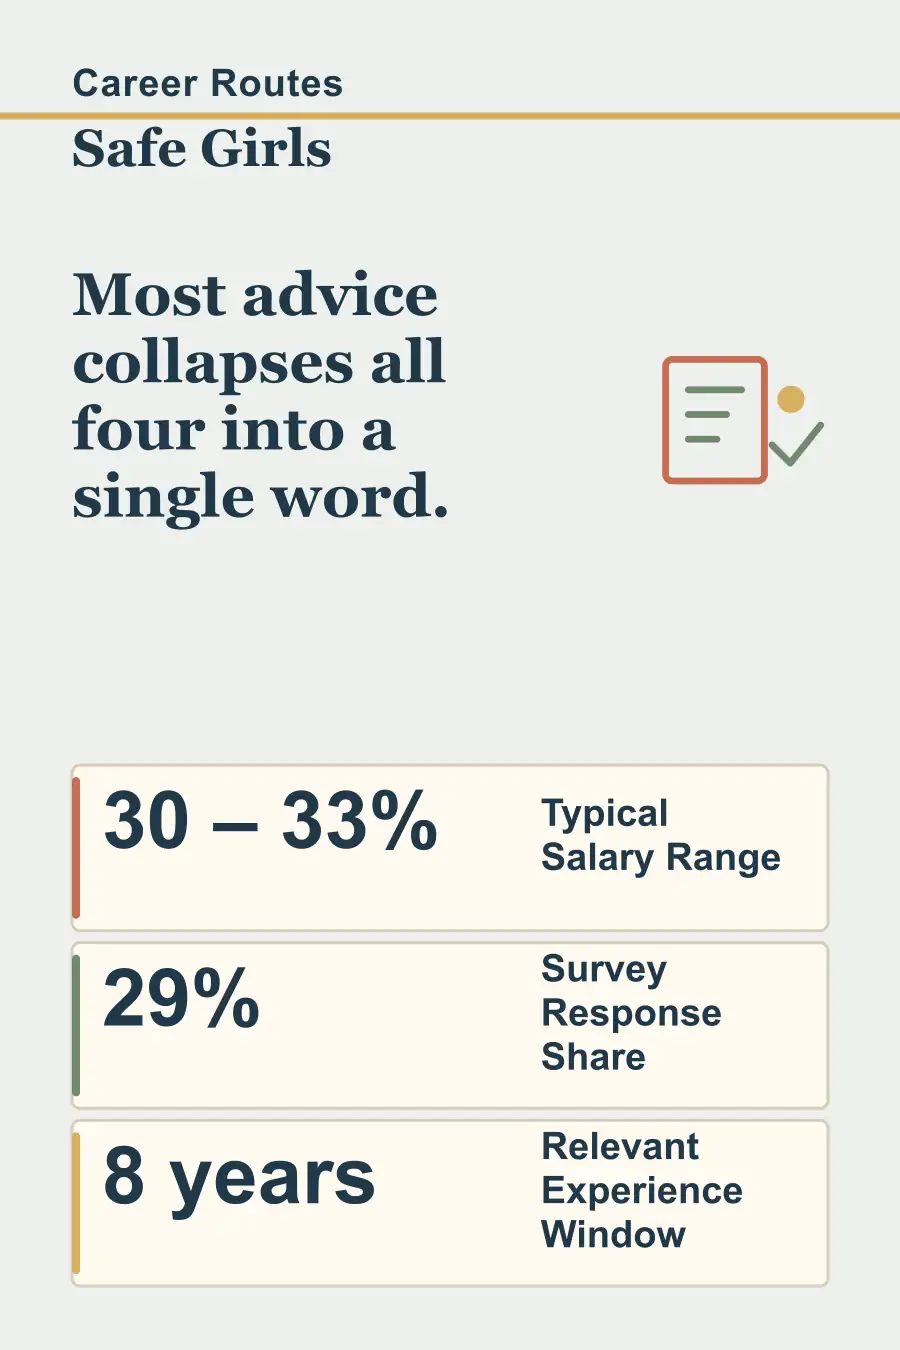 Career Routes
Safe Girls
Most advice
collapses all
four into a
single word.
30 – 33%
Typical
Salary Range
29%
Survey
Response
Share
8 years
Relevant
Experience
Window